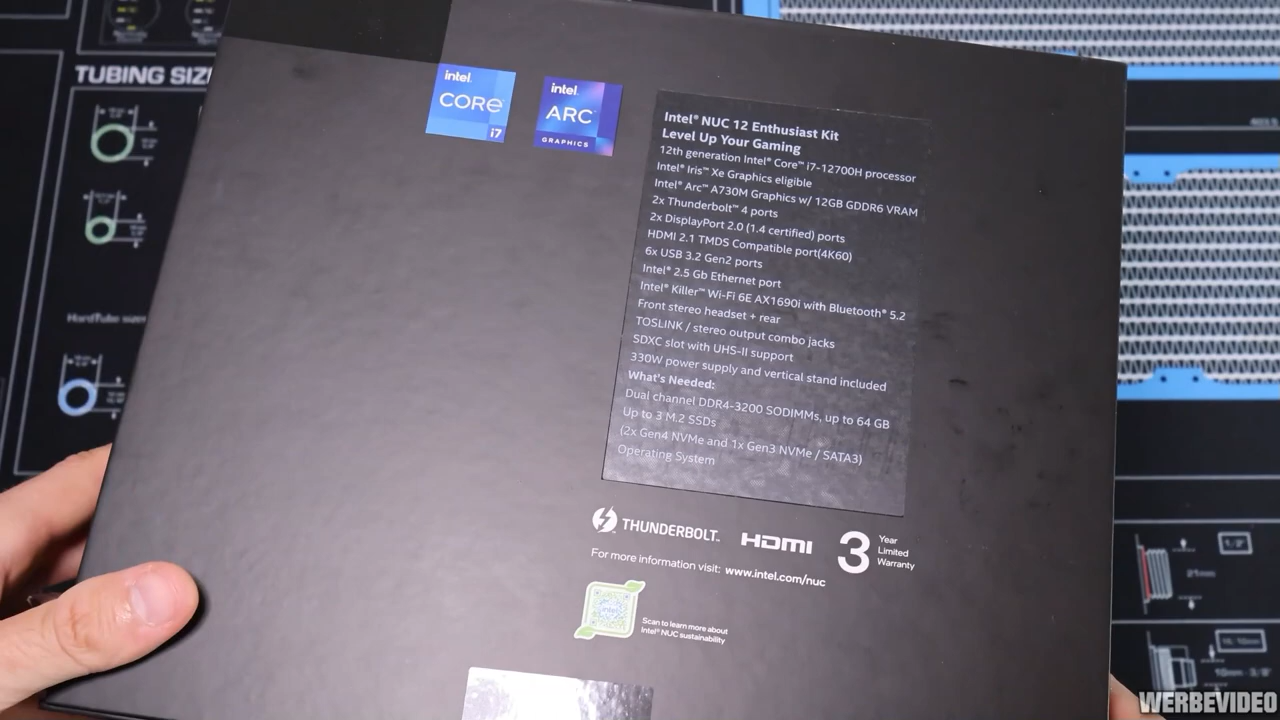 TUBING SIZ
intel.
CORE
i7
intel.
ARC
GRAPHICS
Intel® NUC 12 Enthusiast Kit
Level Up Your Gaming
12th generation Intel® Core™ i7-12700H processor
Intel® Iris™ Xe Graphics eligible
Intel® Arc™ A730M Graphics w/ 12GB GDDR6 VRAM
2x Thunderbolt™ 4 ports
2x DisplayPort 2.0 (1.4 certified) ports
HDMI 2.1 TMDS Compatible port(4K60)
6x USB 3.2 Gen2 ports
Intel® 2.5 Gb Ethernet port
Intel® Killer™ Wi-Fi 6E AX1690i with Bluetooth® 5.2
Front stereo headset + rear
TOSLINK / stereo output combo jacks
SDXC slot with UHS-II support
330W power supply and vertical stand included
What's Needed:
Dual channel DDR4-3200 SODIMMs, up to 64 GB
Up to 3 M.2 SSDs
(2x Gen4 NVMe and 1x Gen3 NVMe / SATA3)
Operating System
HardTube sizes
THUNDERBOLT™
HDMI
3 Year
Limited
Warranty
For more information visit: www.intel.com/nuc
intel
Scan to learn more about
Intel® NUC sustainability
1/2"
21mm
WERBEVIDEO